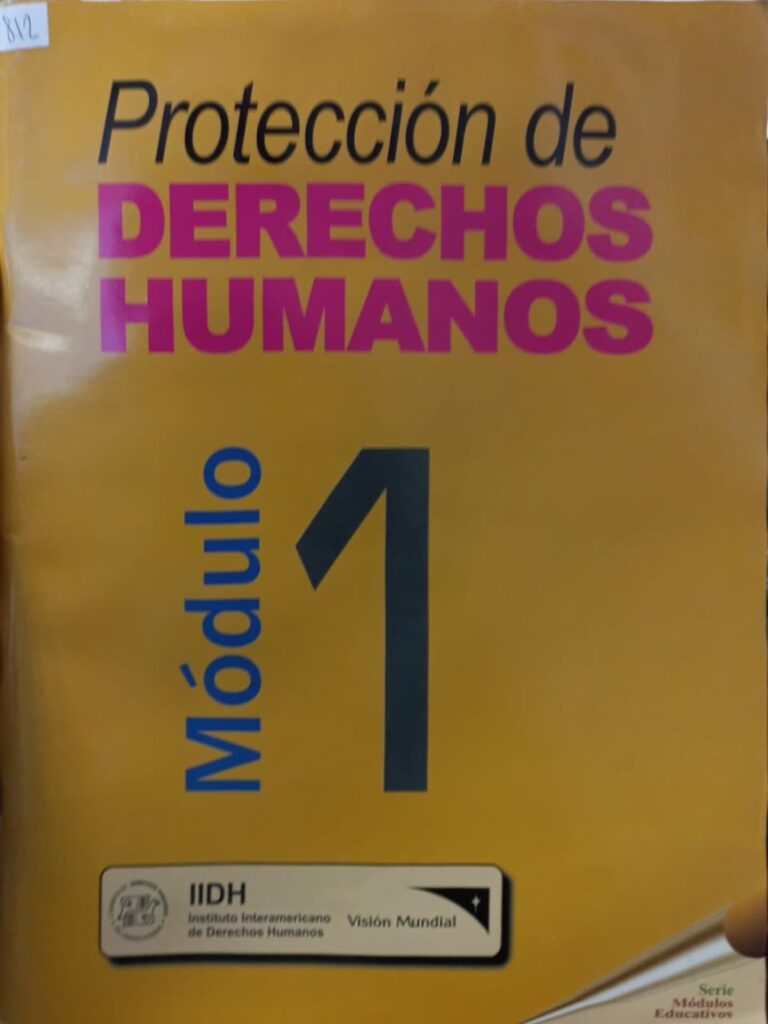 812
Protección de
DERECHOS
HUMANOS
Módulo
1
IIDH
Instituto Interamericano
de Derechos Humanos
Visión Mundial
Serie
Módulos
Educativos